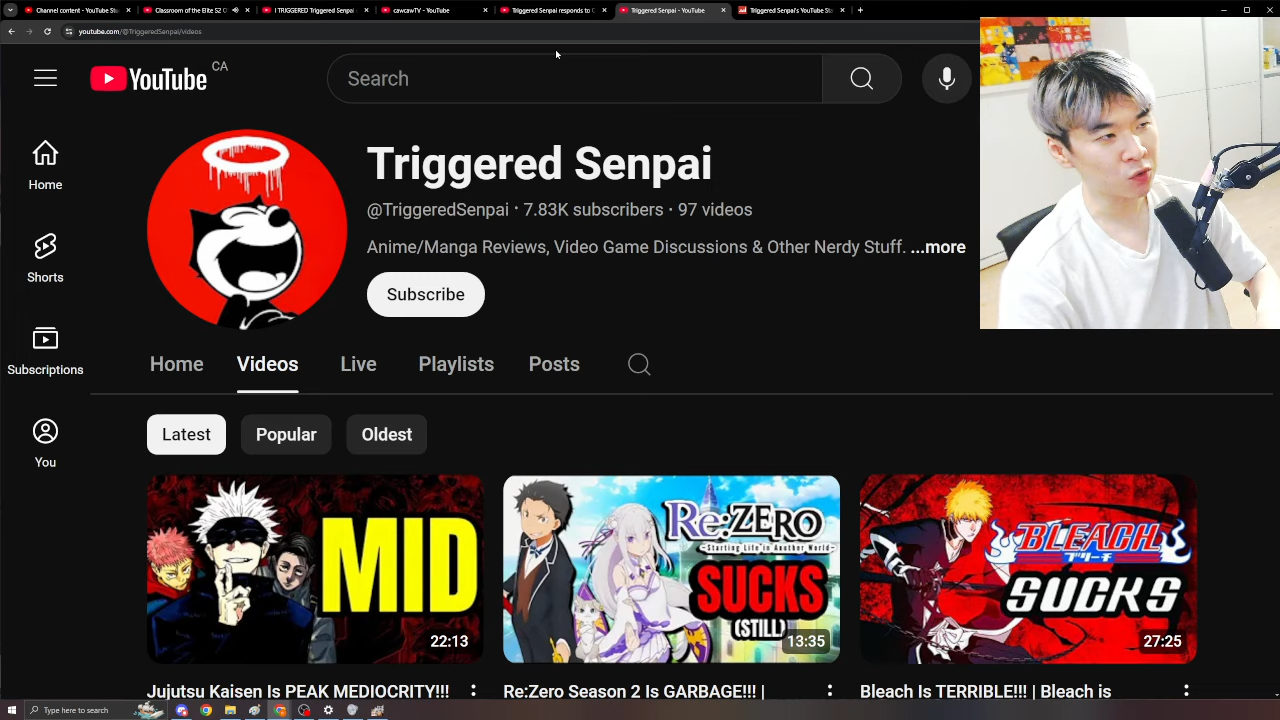 Channel content - YouTube Stu
Classroom of the Elite S2
I TRIGGERED Triggered Senpai
cawcawTV - YouTube
Triggered Senpai responds to C
Triggered Senpai - YouTube
Triggered Senpai's YouTube St
youtube.com/@TriggeredSenpai/videos
YouTube CA
Search
Home
Shorts
Subscriptions
You
Triggered Senpai
@TriggeredSenpai · 7.83K subscribers · 97 videos
Anime/Manga Reviews, Video Game Discussions & Other Nerdy Stuff. ...more
Subscribe
Home Videos Live Playlists Posts
Latest Popular Oldest
MID
22:13
Re:ZERO
~Starting Life in Another World~
SUCKS
(STILL)
13:35
BLEACH
ブリーチ
SUCKS
27:25
Jujutsu Kaisen Is PEAK MEDIOCRITY!!!
Re:Zero Season 2 Is GARBAGE!!! |
Bleach Is TERRIBLE!!! | Bleach is
Type here to search